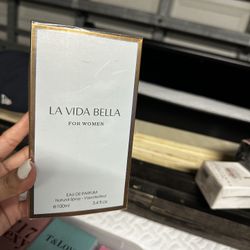 LA VIDA BELLA
FOR WOMEN
EAU DE PARFUM
Natural Spray - Vaporisateur
e 100ml 3.4 fl.oz